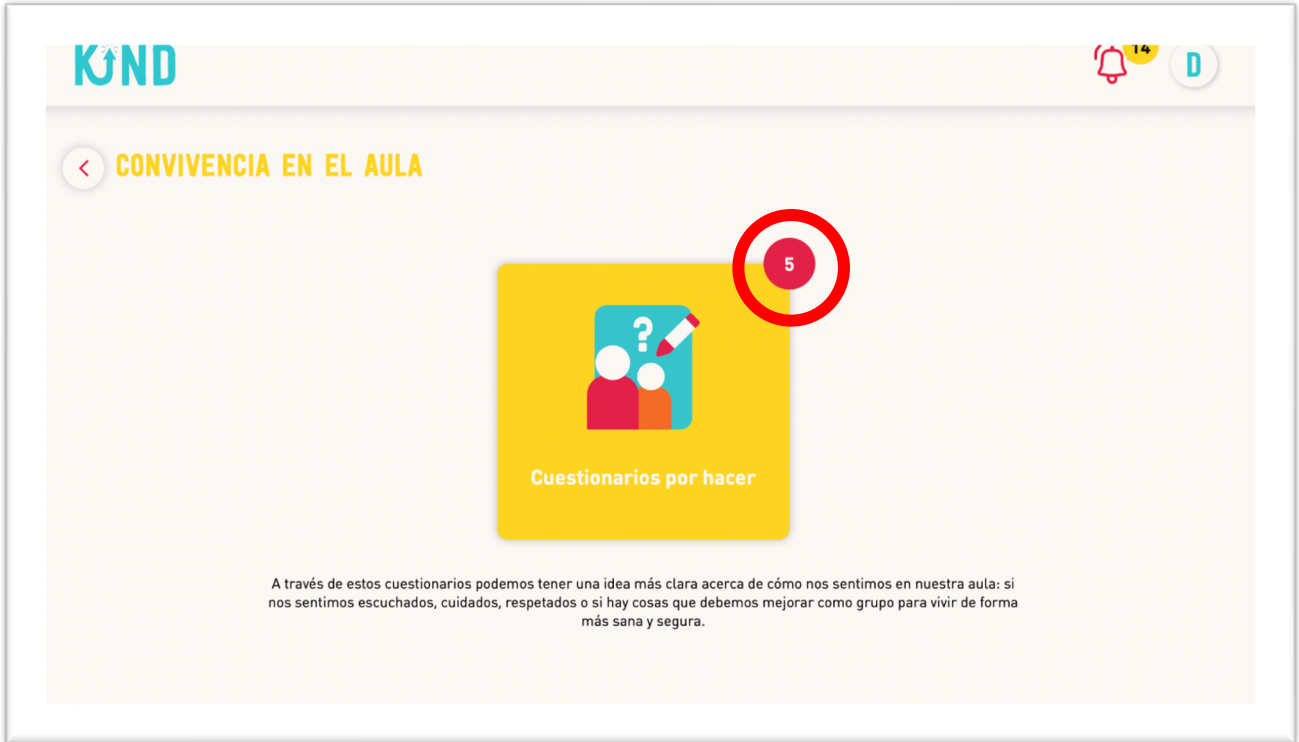 KIND
14
D
CONVIVENCIA EN EL AULA
5
?
Cuestionarios por hacer
A través de estos cuestionarios podemos tener una idea más clara acerca de cómo nos sentimos en nuestra aula: si
nos sentimos escuchados, cuidados, respetados o si hay cosas que debemos mejorar como grupo para vivir de forma
más sana y segura.